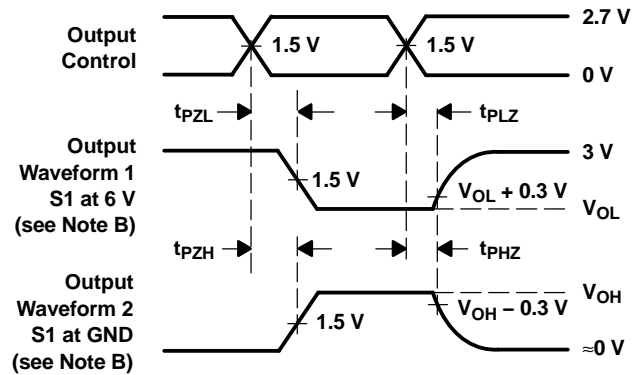 2.7 V
Output
Control
1.5 V
1.5 V
0 V
tPZL
tPLZ
Output
Waveform 1
S1 at 6 V
(see Note B)
3 V
1.5 V
VOL + 0.3 V
VOL
tPZH
tPHZ
Output
Waveform 2
S1 at GND
(see Note B)
VOH
VOH – 0.3 V
1.5 V
≈0 V